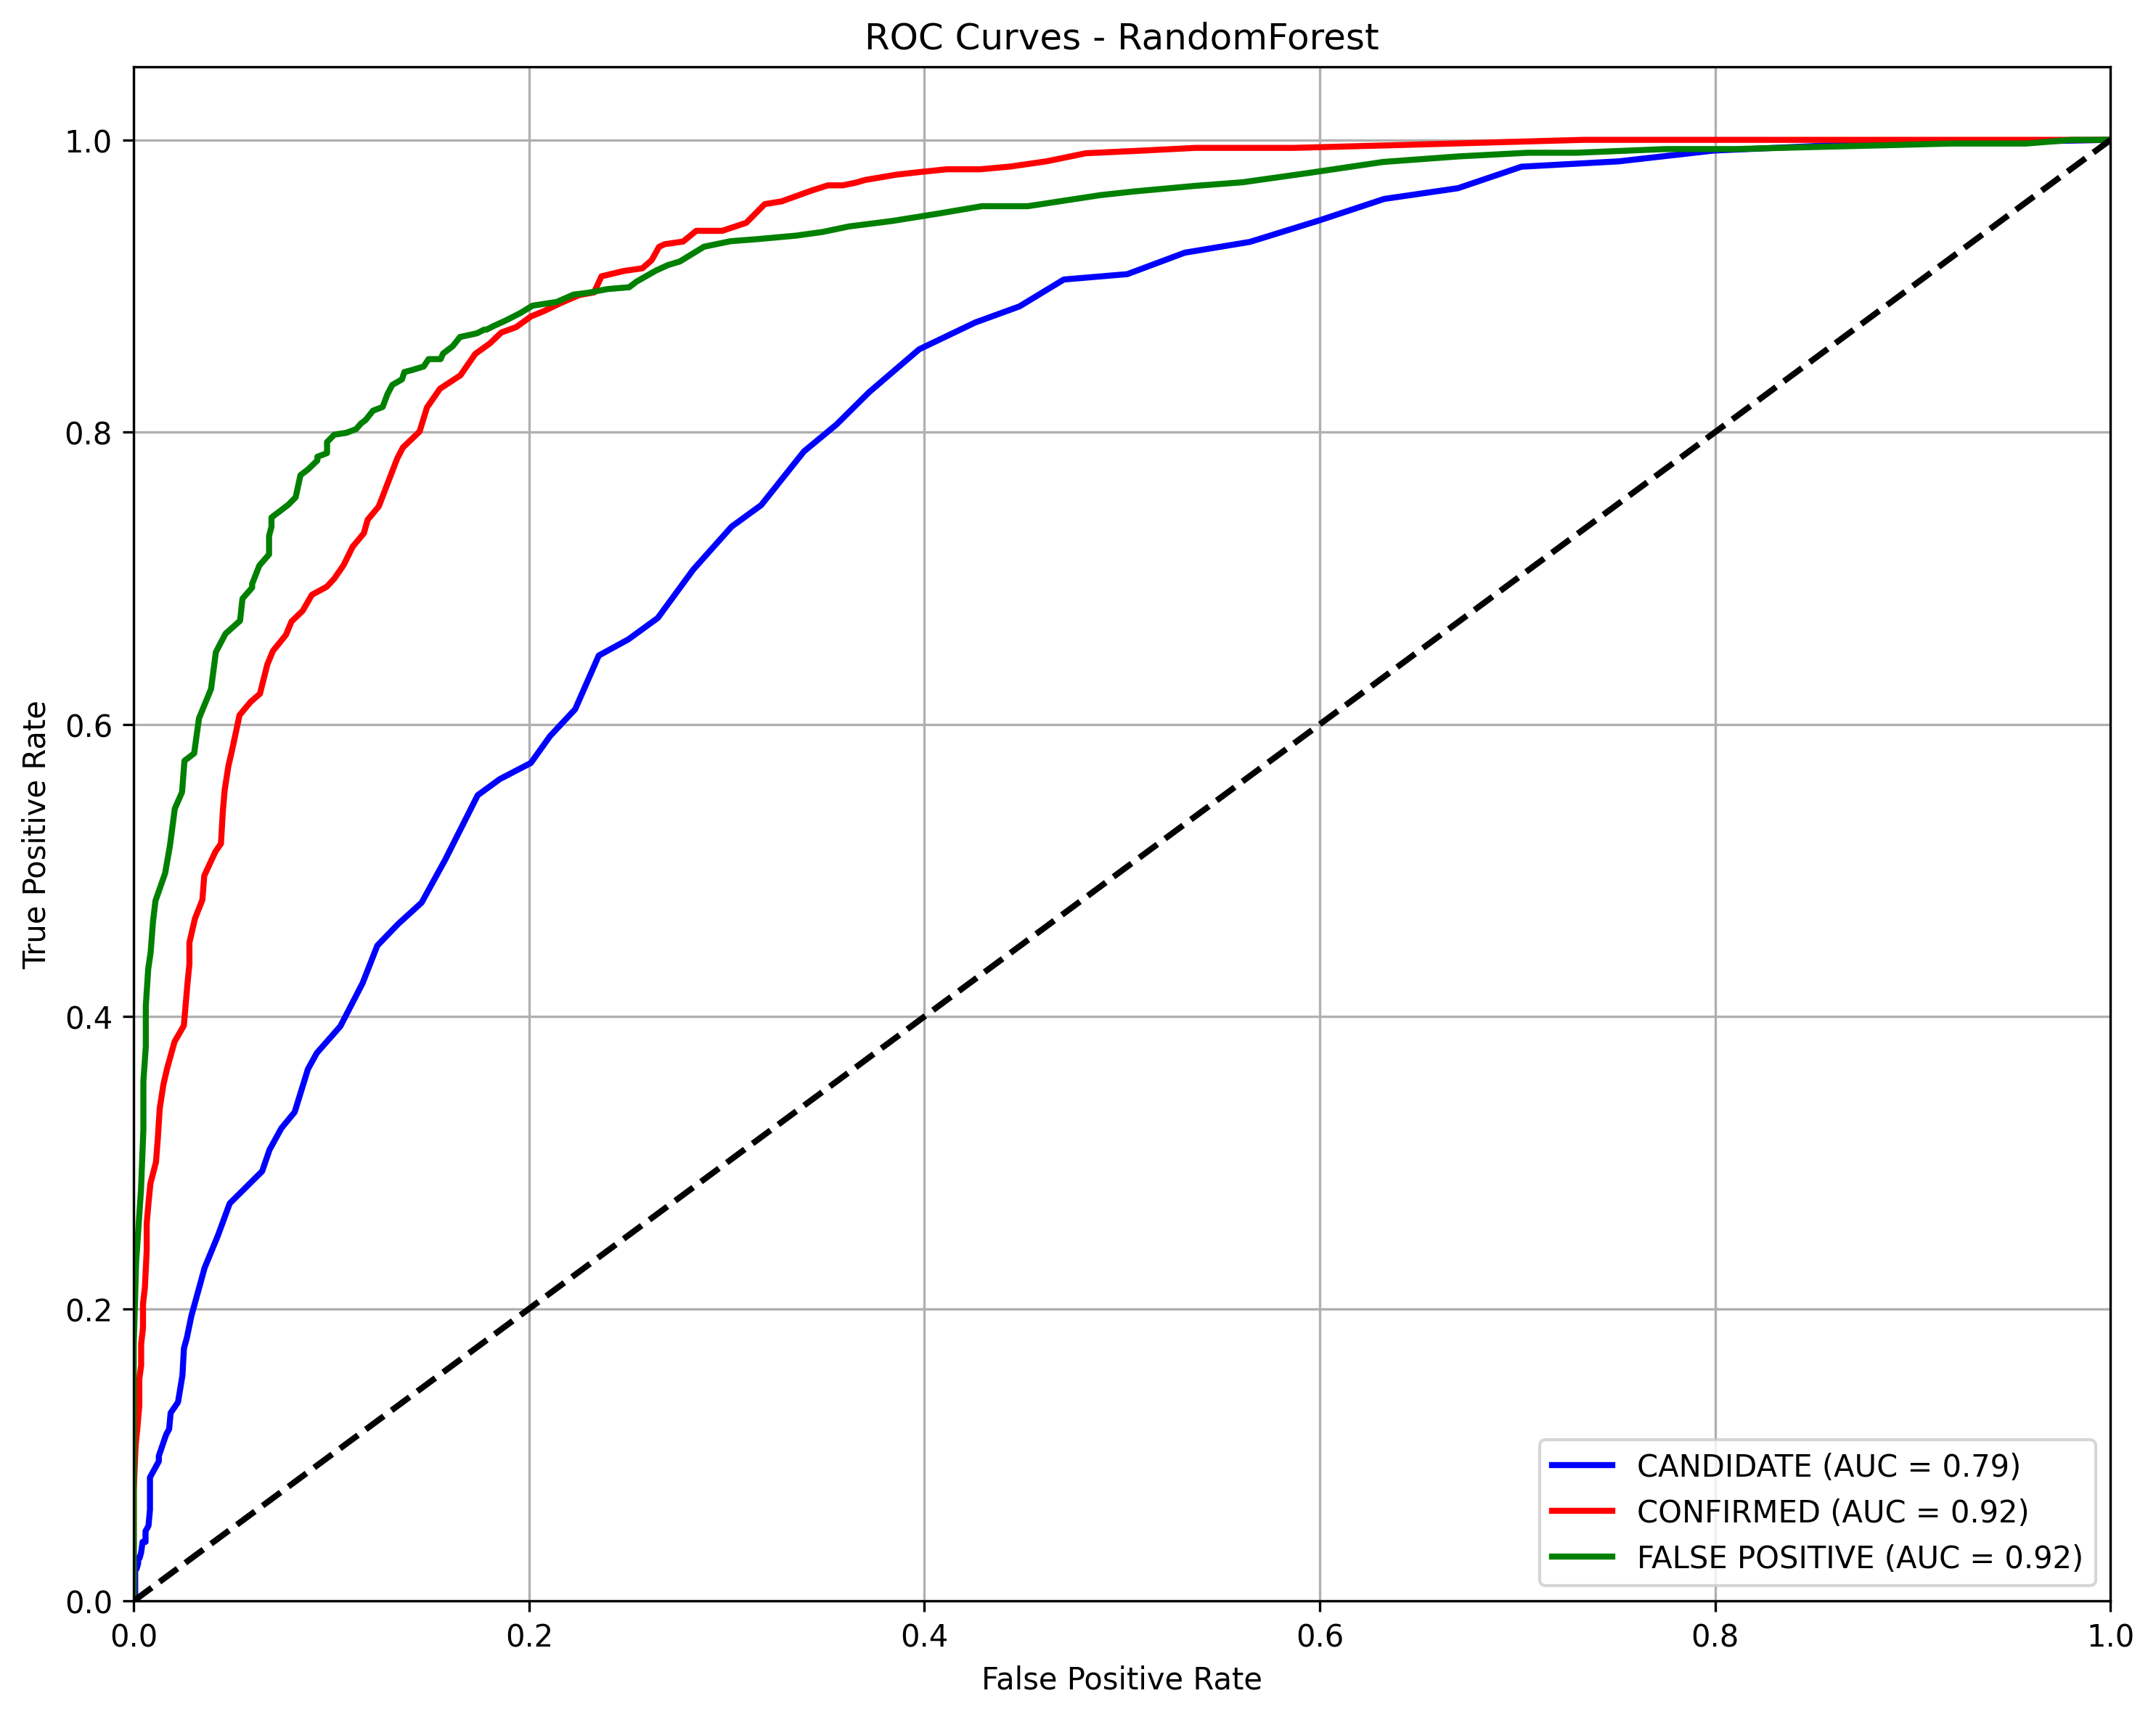 ROC Curves - RandomForest
True Positive Rate
1.0
0.8
0.6
0.4
0.2
0.0
CANDIDATE (AUC = 0.79)
CONFIRMED (AUC = 0.92)
FALSE POSITIVE (AUC = 0.92)
0.0 0.2 0.4 0.6 0.8 1.0
False Positive Rate